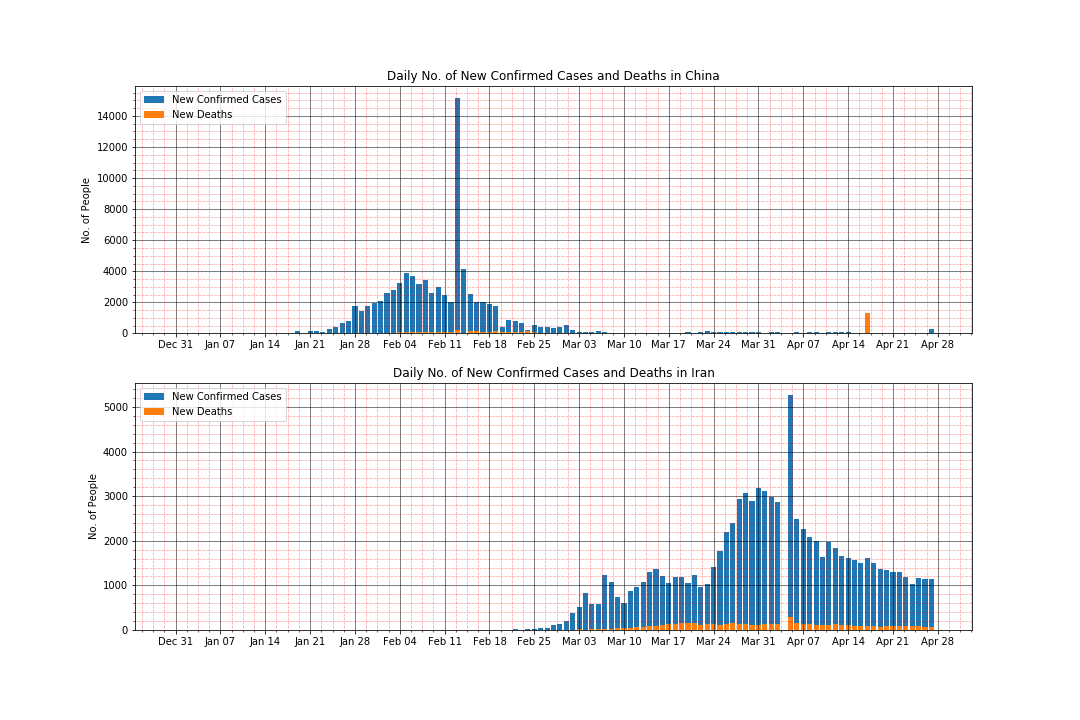 Daily No. of New Confirmed Cases and Deaths in China
New Confirmed Cases
New Deaths
No. of People
14000
12000
10000
8000
6000
4000
2000
0
Dec 31 Jan 07 Jan 14 Jan 21 Jan 28 Feb 04 Feb 11 Feb 18 Feb 25 Mar 03 Mar 10 Mar 17 Mar 24 Mar 31 Apr 07 Apr 14 Apr 21 Apr 28
Daily No. of New Confirmed Cases and Deaths in Iran
New Confirmed Cases
New Deaths
No. of People
5000
4000
3000
2000
1000
0
Dec 31 Jan 07 Jan 14 Jan 21 Jan 28 Feb 04 Feb 11 Feb 18 Feb 25 Mar 03 Mar 10 Mar 17 Mar 24 Mar 31 Apr 07 Apr 14 Apr 21 Apr 28